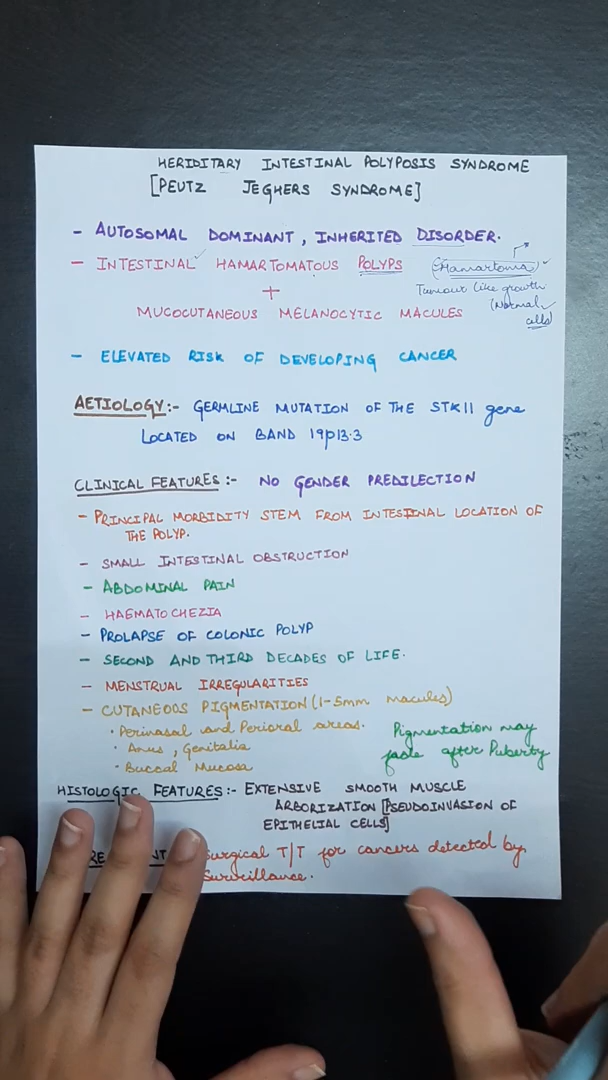 HERIDITARY INTESTINAL POLYPOSIS SYNDROME
[PEUTZ JEGHERS SYNDROME]
- AUTOSOMAL DOMINANT, INHERITED DISORDER.
- INTESTINAL HAMARTOMATOUS POLYPS (Hamartoma)
Tumour like growth
(Normal cells)
+
MUCOCUTANEOUS MELANOCYTIC MACULES
- ELEVATED RISK OF DEVELOPING CANCER
AETIOLOGY:- GERMLINE MUTATION OF THE STK11 gene
LOCATED ON BAND 19p13.3
CLINICAL FEATURES:- NO GENDER PREDILECTION
- PRINCIPAL MORBIDITY STEM FROM INTESTINAL LOCATION OF
THE POLYP.
- SMALL INTESTINAL OBSTRUCTION
- ABDOMINAL PAIN
- HAEMATOCHEZIA
- PROLAPSE OF COLONIC POLYP
- SECOND AND THIRD DECADES OF LIFE.
- MENSTRUAL IRREGULARITIES
- CUTANEOUS PIGMENTATION (1-5mm macules)
• Perinasal and Perioral areas.
• Anus, Genitalia
• Buccal Mucosa
Pigmentation may
fade after Puberty
HISTOLOGIC FEATURES:- EXTENSIVE SMOOTH MUSCLE
ARBORIZATION [PSEUDOINVASION OF
EPITHELIAL CELLS]
Surgical T/T for cancers detected by
Surveillance.